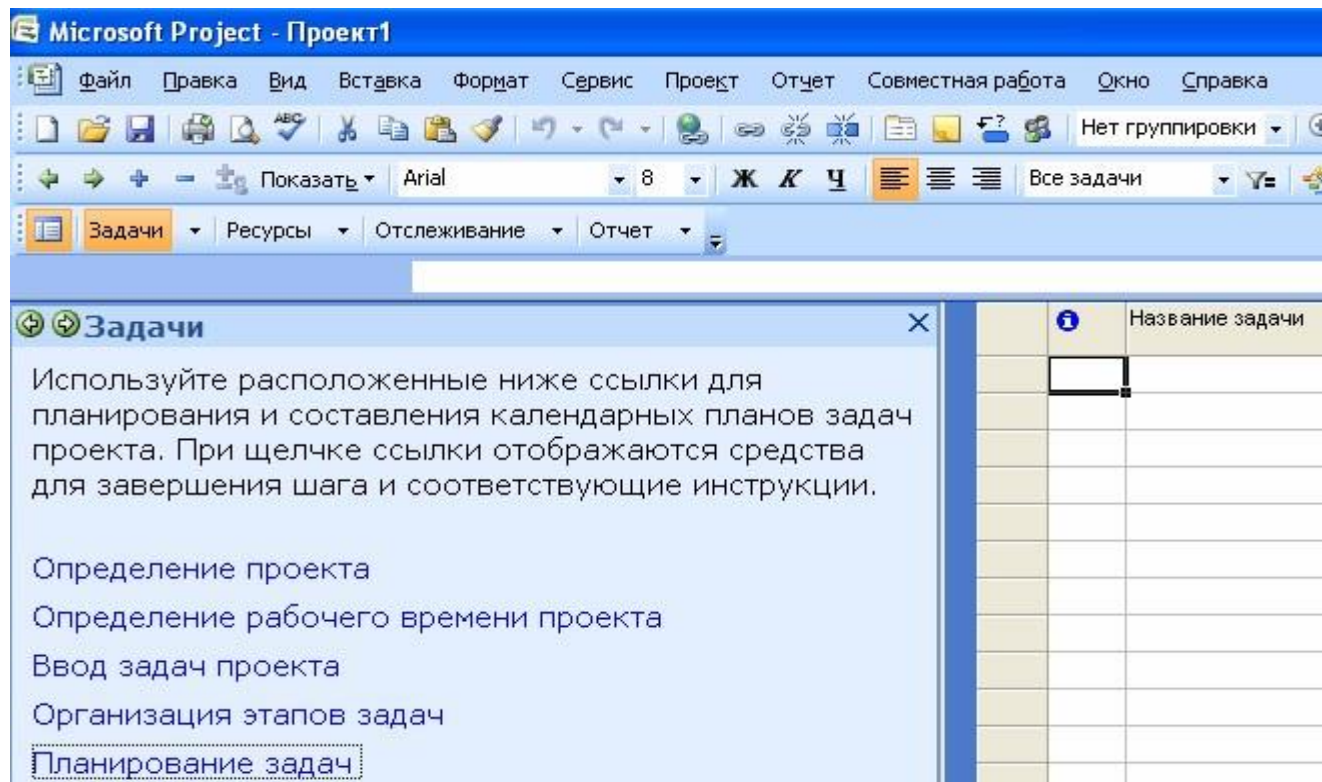 Microsoft Project - Проект1
Файл Правка Вид Вставка Формат Сервис Проект Отчет Совместная работа Окно Справка
ABC Нет группировки
Показать Arial 8 Ж К Ч Все задачи
Задачи Ресурсы Отслеживание Отчет
Задачи
Название задачи
Используйте расположенные ниже ссылки для
планирования и составления календарных планов задач
проекта. При щелчке ссылки отображаются средства
для завершения шага и соответствующие инструкции.
Определение проекта
Определение рабочего времени проекта
Ввод задач проекта
Организация этапов задач
Планирование задач